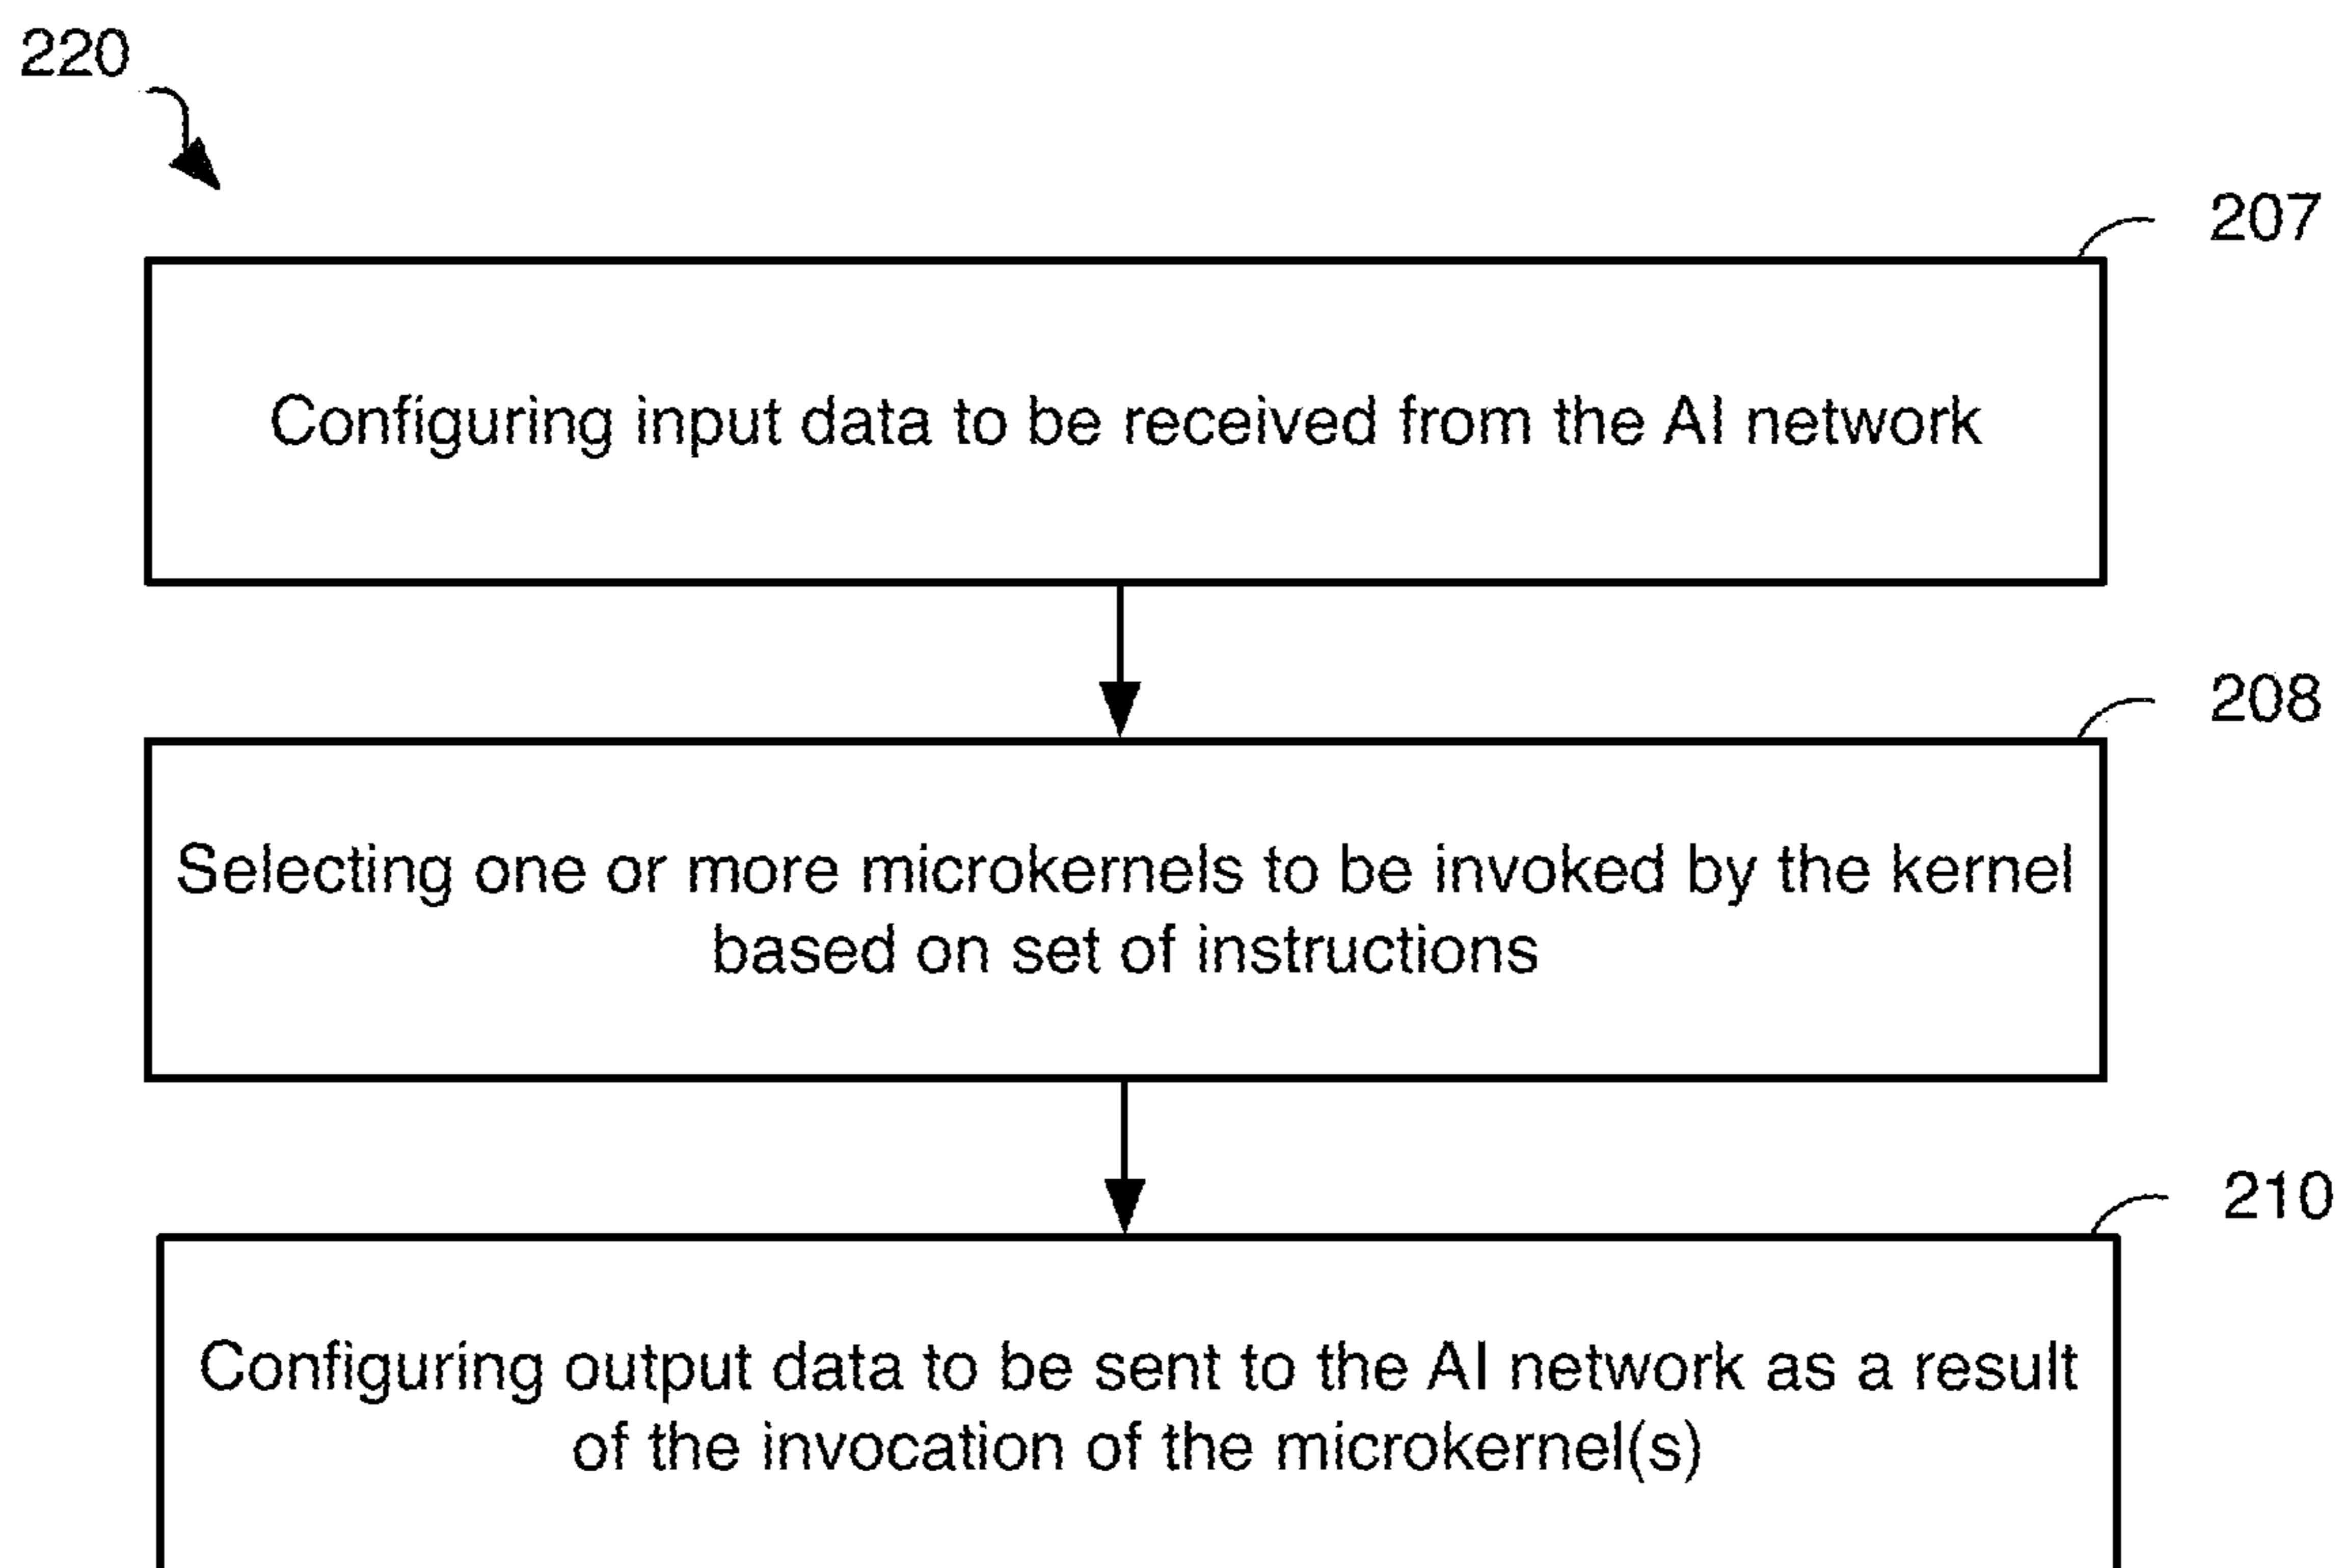 220
207
Configuring input data to be received from the AI network
208
Selecting one or more microkernels to be invoked by the kernel
based on set of instructions
210
Configuring output data to be sent to the AI network as a result
of the invocation of the microkernel(s)